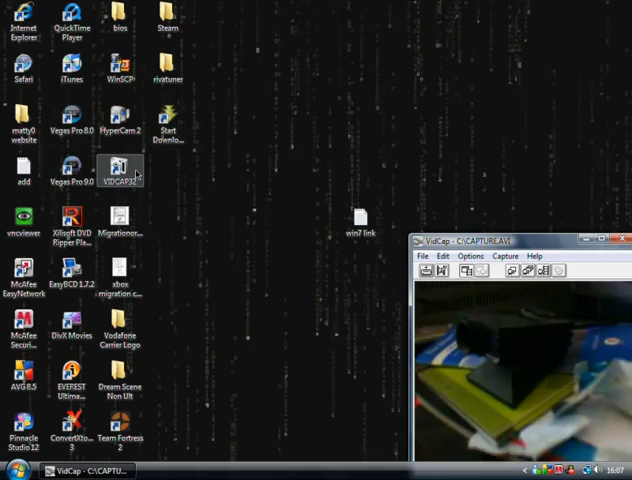 Internet
Explorer
QuickTime
Player
bios
Steam
Safari
iTunes
WinSCP
rivatuner
matty0
website
Vegas Pro 8.0
HyperCam 2
Start
Downlo...
add
Vegas Pro 9.0
VIDCAP32
vncviewer
Xilisoft DVD
Ripper Pla...
Migrationor...
win7 link
McAfee
EasyNetwork
EasyBCD 1.7.2
xbox
migration c...
McAfee
Securi...
DivX Movies
Vodafone
Carrier Logo
AVG 8.5
EVEREST
Ultima...
Dream Scene
Non Ult
Pinnacle
Studio 12
ConvertXto...
3
Team Fortress
2
VidCap - C:\CAPTURE.AVI
File Edit Options Capture Help
VidCap - C:\CAPTU...
16:07